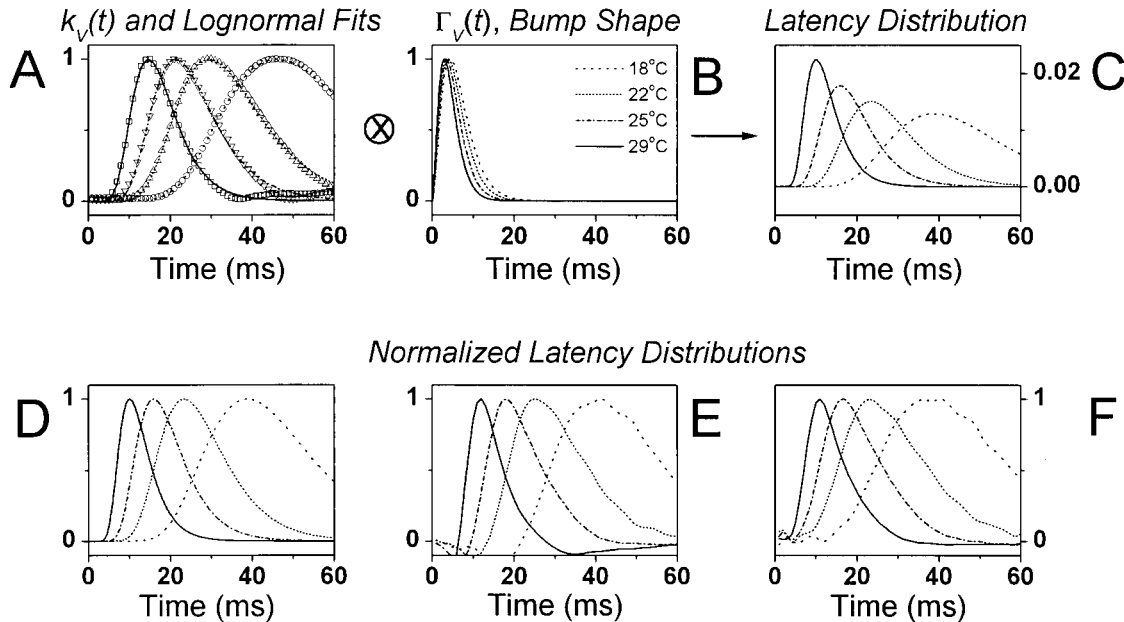 k_V(t) and Lognormal Fits
Γ_V(t), Bump Shape
Latency Distribution
A
1
0
0 20 40 60
Time (ms)
⊗
B
1
0
18°C
22°C
25°C
29°C
0 20 40 60
Time (ms)
C
0.02
0.00
0 20 40 60
Time (ms)
Normalized Latency Distributions
D
1
0
0 20 40 60
Time (ms)
E
1
0
0 20 40 60
Time (ms)
F
1
0
0 20 40 60
Time (ms)